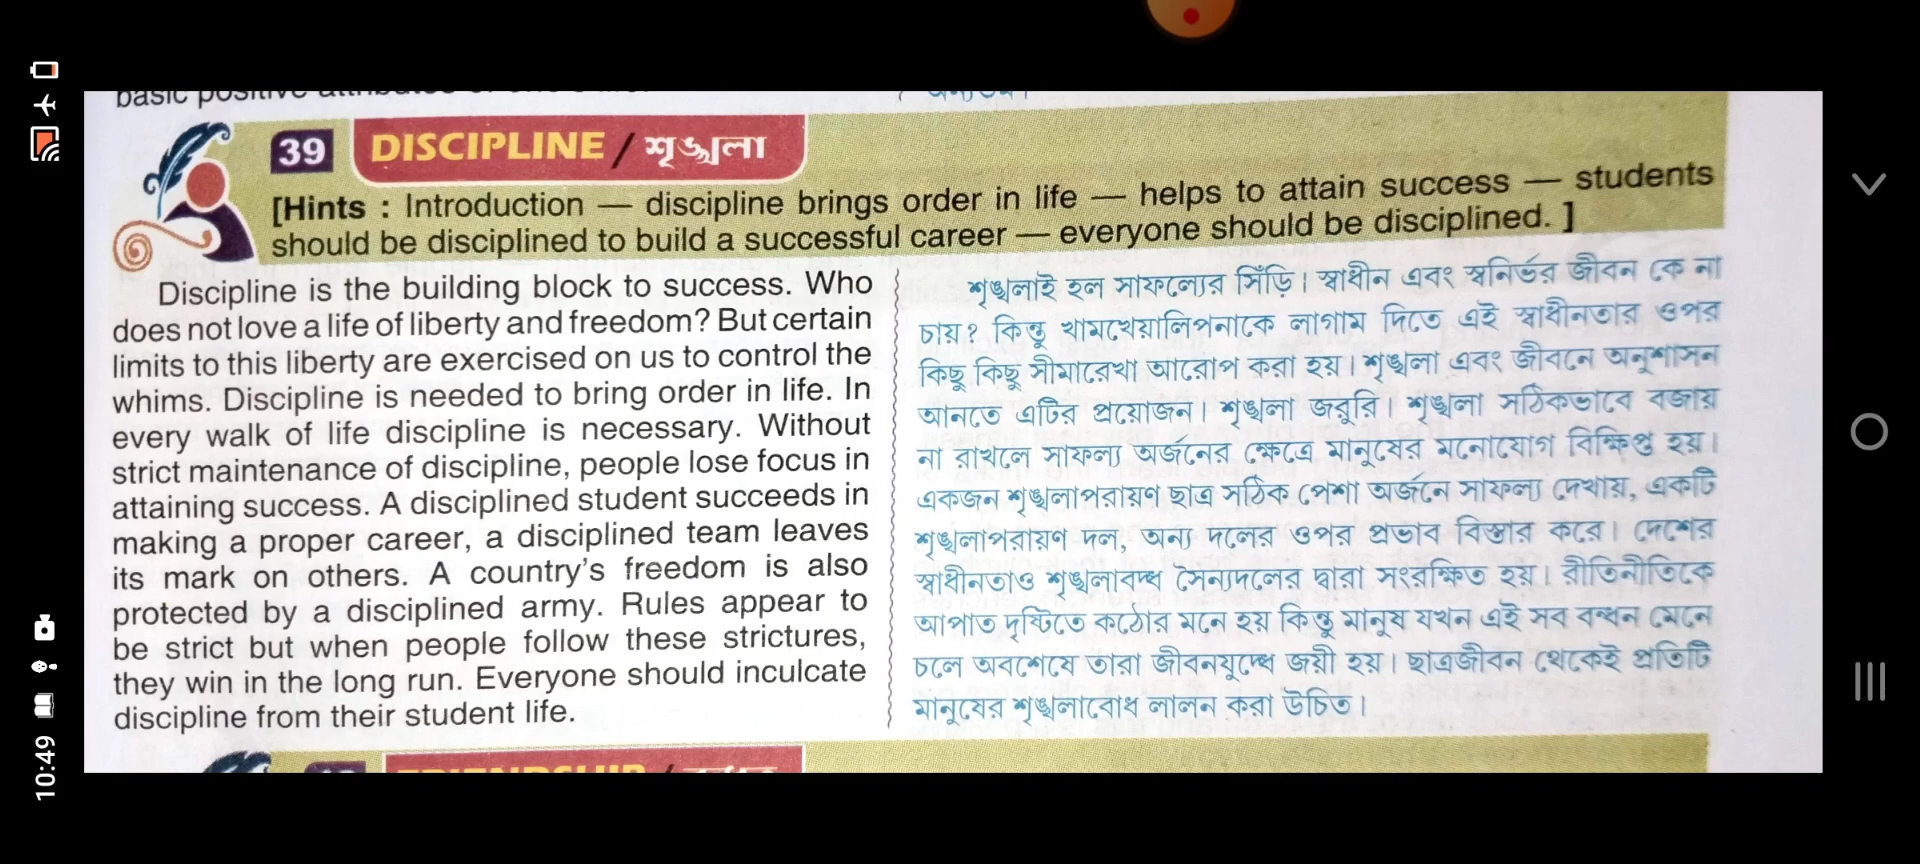 39 DISCIPLINE / শৃঙ্খলা
[Hints : Introduction — discipline brings order in life — helps to attain success — students
should be disciplined to build a successful career — everyone should be disciplined. ]
Discipline is the building block to success. Who
does not love a life of liberty and freedom? But certain
limits to this liberty are exercised on us to control the
whims. Discipline is needed to bring order in life. In
every walk of life discipline is necessary. Without
strict maintenance of discipline, people lose focus in
attaining success. A disciplined student succeeds in
making a proper career, a disciplined team leaves
its mark on others. A country's freedom is also
protected by a disciplined army. Rules appear to
be strict but when people follow these strictures,
they win in the long run. Everyone should inculcate
discipline from their student life.
শৃঙ্খলাই হল সাফল্যের সিঁড়ি। স্বাধীন এবং স্বনির্ভর জীবন কে না
চায়? কিন্তু খামখেয়ালিপনাকে লাগাম দিতে এই স্বাধীনতার ওপর
কিছু কিছু সীমারেখা আরোপ করা হয়। শৃঙ্খলা এবং জীবনে অনুশাসন
আনতে এটির প্রয়োজন। শৃঙ্খলা জরুরি। শৃঙ্খলা সঠিকভাবে বজায়
না রাখলে সাফল্য অর্জনের ক্ষেত্রে মানুষের মনোযোগ বিক্ষিপ্ত হয়।
একজন শৃঙ্খলাপরায়ণ ছাত্র সঠিক পেশা অর্জনে সাফল্য দেখায়, একটি
শৃঙ্খলাপরায়ণ দল, অন্য দলের ওপর প্রভাব বিস্তার করে। দেশের
স্বাধীনতাও শৃঙ্খলাবদ্ধ সৈন্যদলের দ্বারা সংরক্ষিত হয়। রীতিনীতিকে
আপাত দৃষ্টিতে কঠোর মনে হয় কিন্তু মানুষ যখন এই সব বন্ধন মেনে
চলে অবশেষে তারা জীবনযুদ্ধে জয়ী হয়। ছাত্রজীবন থেকেই প্রতিটি
মানুষের শৃঙ্খলাবোধ লালন করা উচিত।
FRIENDSHIP /
10:49